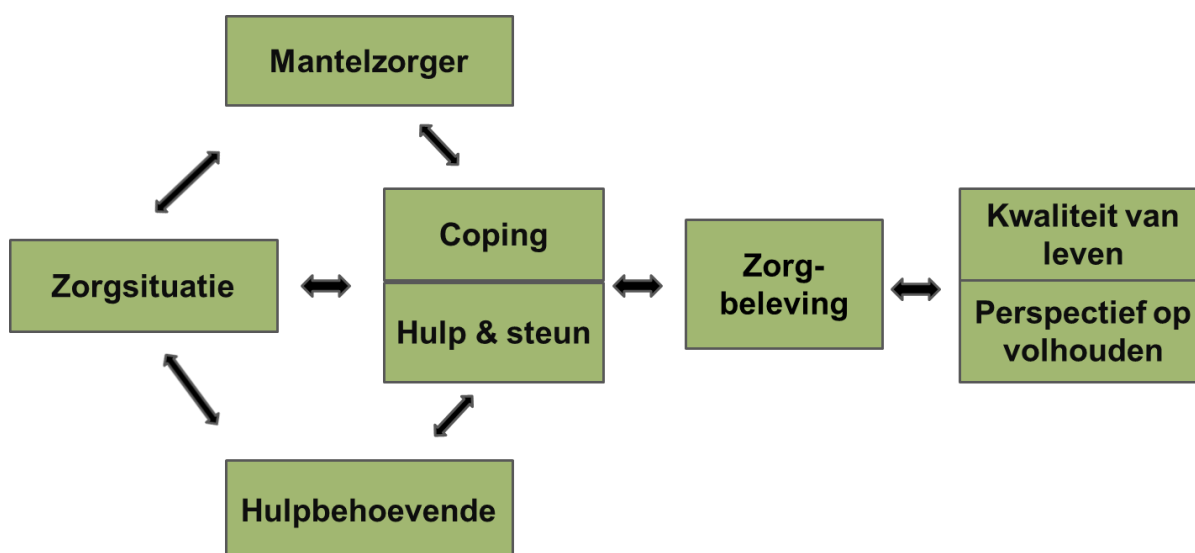 Mantelzorger
Zorgsituatie
Coping
Hulp & steun
Zorg-
beleving
Kwaliteit van
leven
Perspectief op
volhouden
Hulpbehoevende